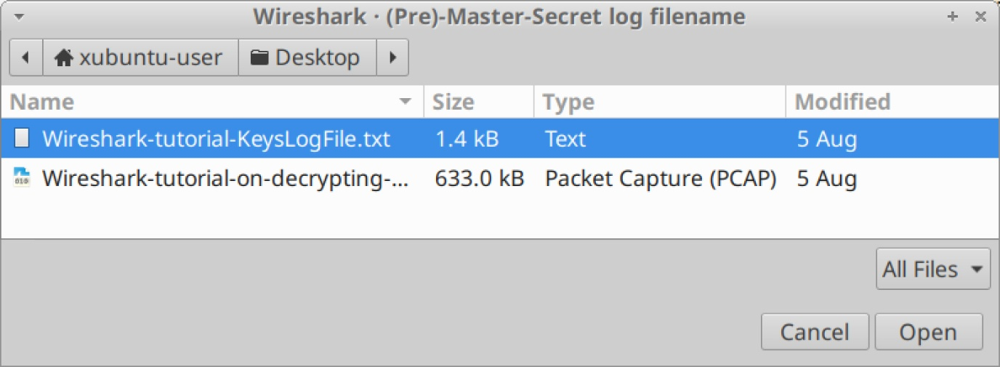 Wireshark · (Pre)-Master-Secret log filename
xubuntu-user Desktop
Name Size Type Modified
Wireshark-tutorial-KeysLogFile.txt 1.4 kB Text 5 Aug
Wireshark-tutorial-on-decrypting-... 633.0 kB Packet Capture (PCAP) 5 Aug
All Files
Cancel Open